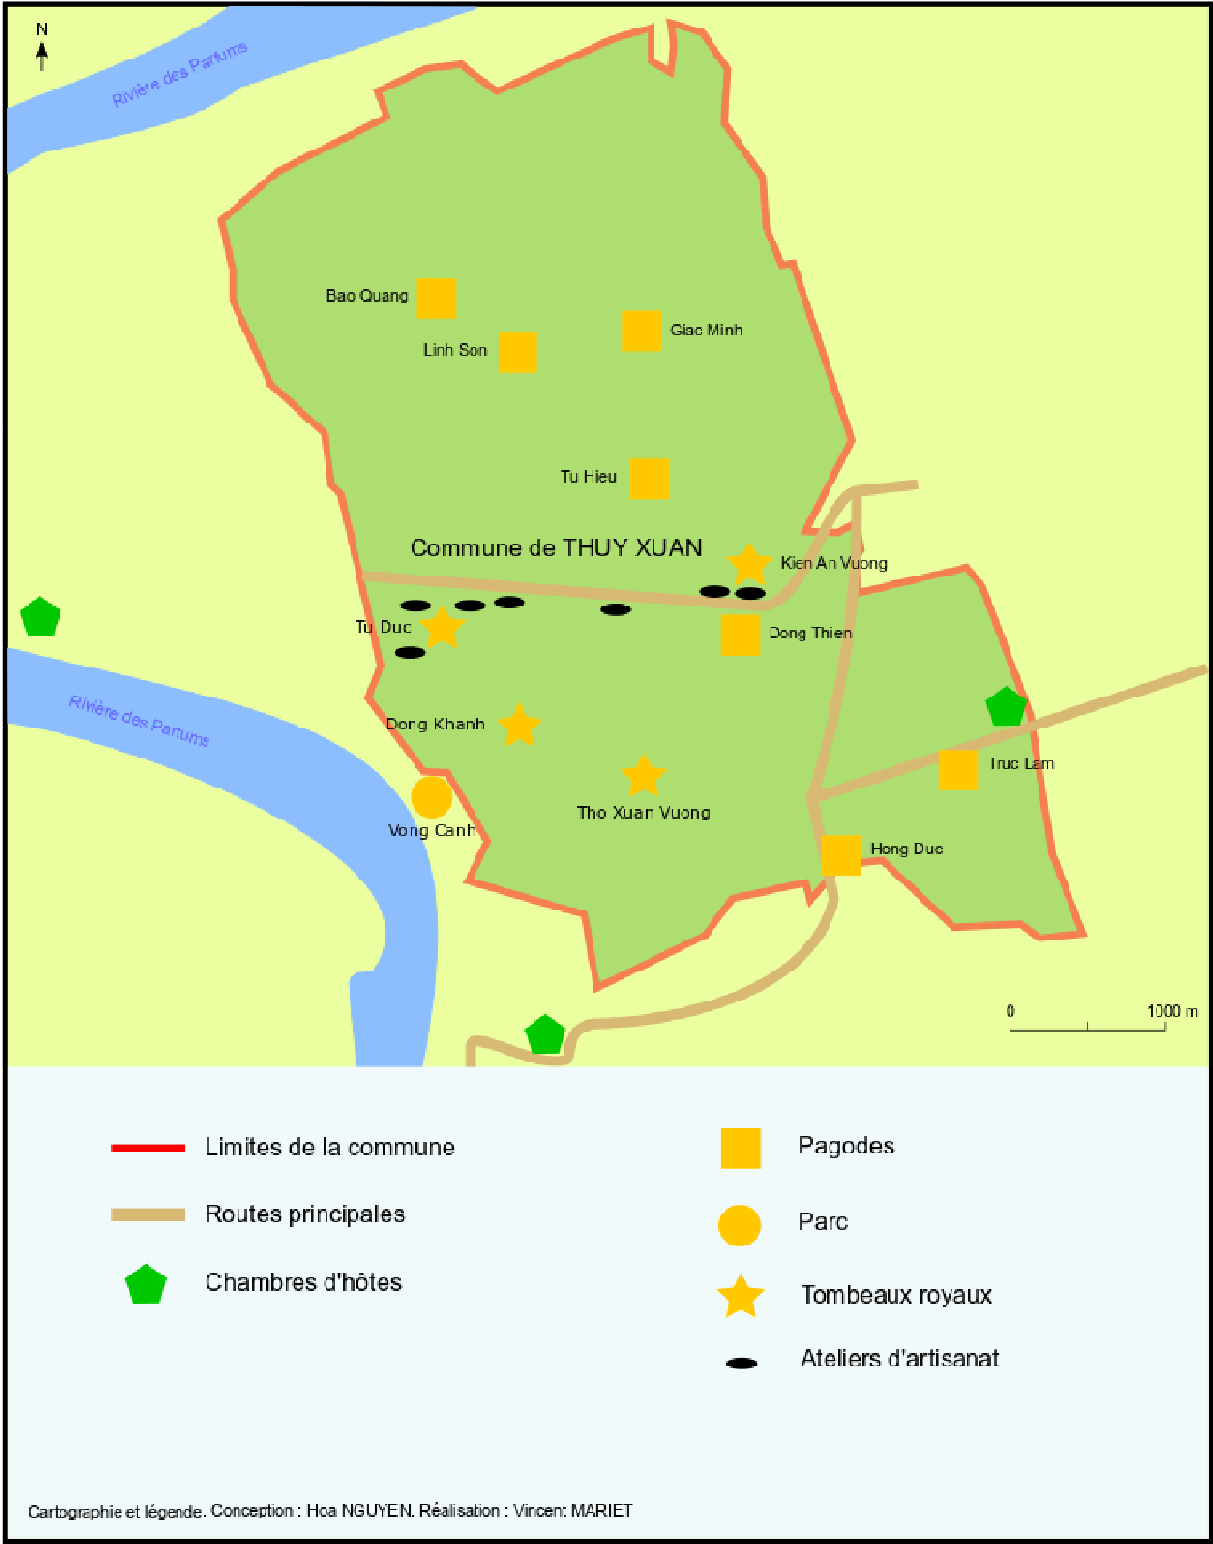 N
Rivière des Parfums
Bao Quang
Giac Minh
Linh Son
Tu Hieu
Commune de THUY XUAN
Kien An Vuong
Tu Duc
Dong Thien
Rivière des Parfums
Dong Khanh
Truc Lam
Tho Xuan Vuong
Vong Canh
Hong Duc
0 1000 m
Limites de la commune
Pagodes
Routes principales
Parc
Chambres d'hôtes
Tombeaux royaux
Ateliers d'artisanat
Cartographie et légende. Conception : Hoa NGUYEN. Réalisation : Vincent MARIET